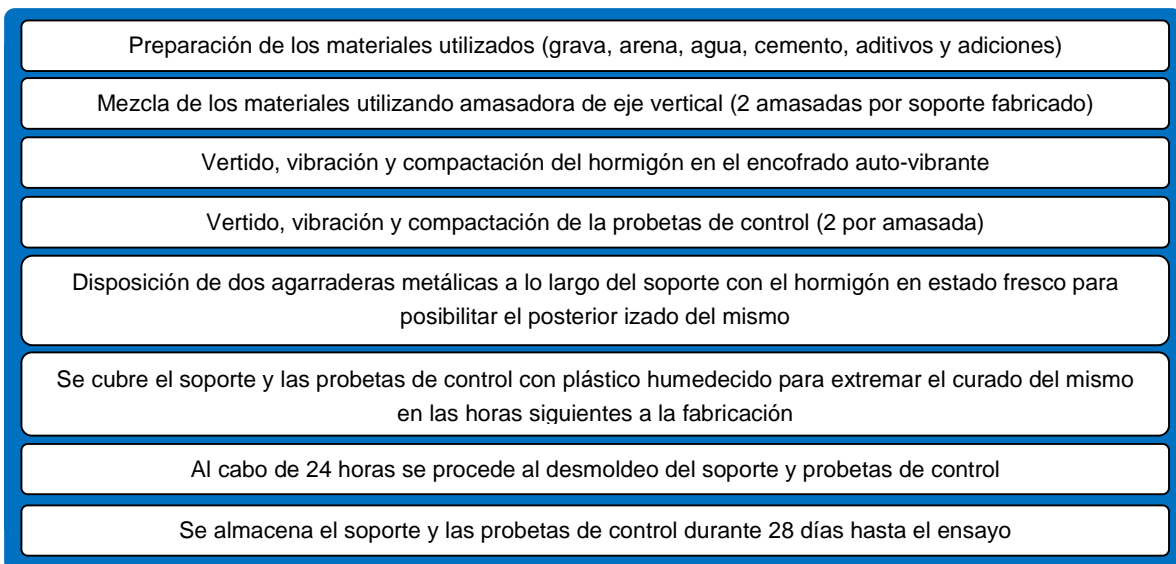 Preparación de los materiales utilizados (grava, arena, agua, cemento, aditivos y adiciones)
Mezcla de los materiales utilizando amasadora de eje vertical (2 amasadas por soporte fabricado)
Vertido, vibración y compactación del hormigón en el encofrado auto-vibrante
Vertido, vibración y compactación de la probetas de control (2 por amasada)
Disposición de dos agarraderas metálicas a lo largo del soporte con el hormigón en estado fresco para
posibilitar el posterior izado del mismo
Se cubre el soporte y las probetas de control con plástico humedecido para extremar el curado del mismo
en las horas siguientes a la fabricación
Al cabo de 24 horas se procede al desmoldeo del soporte y probetas de control
Se almacena el soporte y las probetas de control durante 28 días hasta el ensayo